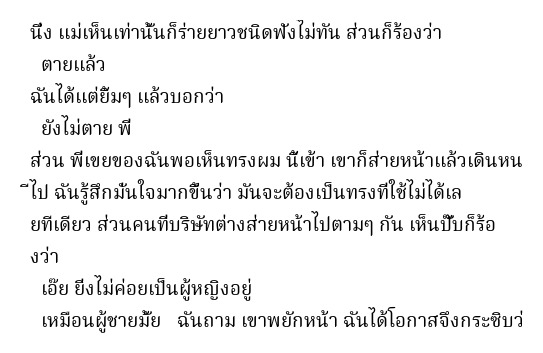 นี่ง แม่เห็นเท่านั้นก็ร่ายยาวชนิดฟังไม่ทัน ส่วนก็ร้องว่า
ตายแล้ว
ฉันได้แต่ยิ้มๆ แล้วบอกว่า
ยังไม่ตาย พี่
ส่วน พี่เขยของฉันพอเห็นทรงผม นี้เข้า เขาก็ส่ายหน้าแล้วเดินหน
ีไป ฉันรู้สึกมั่นใจมากขึ้นว่า มันจะต้องเป็นทรงที่ใช้ไม่ได้เล
ยทีเดียว ส่วนคนที่บริษัทต่างส่ายหน้าไปตามๆ กัน เห็นปั๊บก็ร้อ
งว่า
เอ๊ย ยิ่งไม่ค่อยเป็นผู้หญิงอยู่
เหมือนผู้ชายมั้ย ฉันถาม เขาพยักหน้า ฉันได้โอกาสจึงกระซิบว่